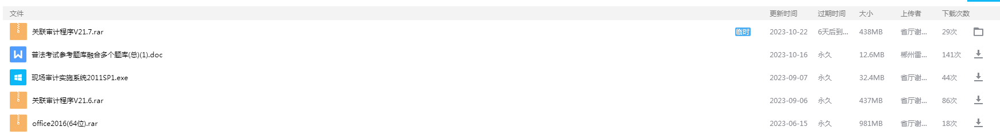 文件 更新时间 过期时间 大小 上传者 下载次数
关联审计程序V21.7.rar 临时 2023-10-22 6天后到... 438MB 省厅谢... 29次
普法考试参考题库融合多个题库(总)(1).doc 2023-10-16 永久 12.6MB 郴州雷... 141次
现场审计实施系统2011SP1.exe 2023-09-07 永久 32.4MB 省厅谢... 44次
关联审计程序V21.6.rar 2023-09-06 永久 437MB 省厅谢... 86次
office2016(64位).rar 2023-06-15 永久 981MB 省厅谢... 18次